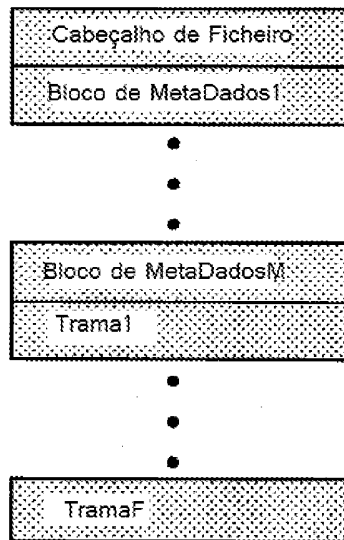 Cabeçalho de Ficheiro
Bloco de MetaDados1
Bloco de MetaDadosM
Trama1
TramaF